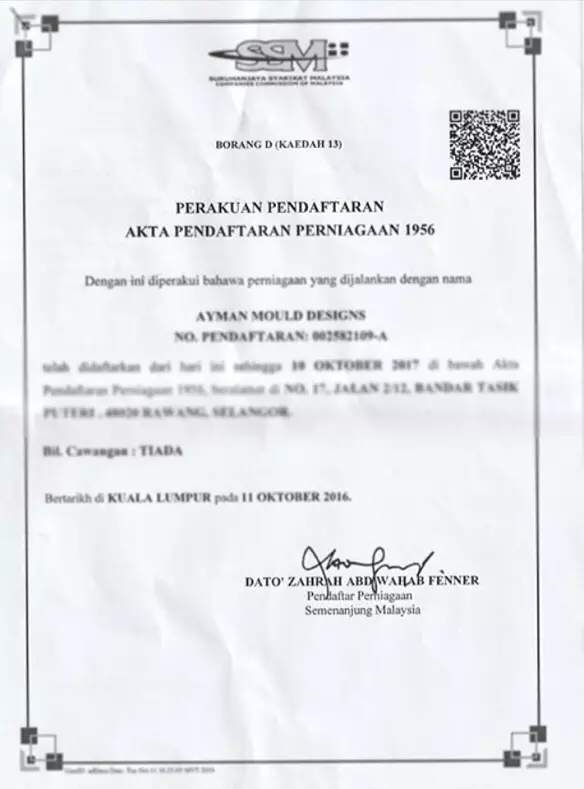 SSM
SURUHANJAYA SYARIKAT MALAYSIA
COMPANIES COMMISSION OF MALAYSIA
BORANG D (KAEDAH 13)
PERAKUAN PENDAFTARAN
AKTA PENDAFTARAN PERNIAGAAN 1956
Dengan ini diperakui bahawa perniagaan yang dijalankan dengan nama
AYMAN MOULD DESIGNS
NO. PENDAFTARAN: 002582109-A
telah didaftarkan dari hari ini sehingga 10 OKTOBER 2017 di bawah Akta
Pendaftaran Perniagaan 1956, beralamat di NO. 17, JALAN 2/12, BANDAR TASIK
PUTERI , 48020 RAWANG, SELANGOR.
Bil. Cawangan : TIADA
Bertarikh di KUALA LUMPUR pada 11 OKTOBER 2016.
DATO' ZAHRAH ABD WAHAB FENNER
Pendaftar Perniagaan
Semenanjung Malaysia